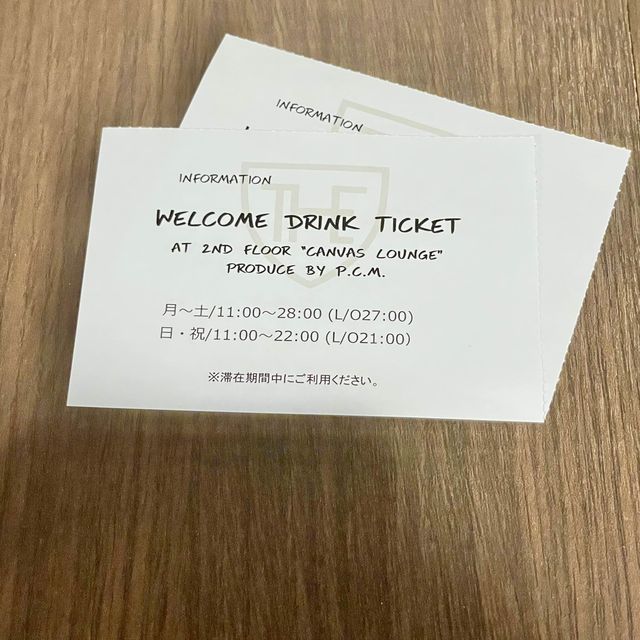 INFORMATION
INFORMATION
THE
WELCOME DRINK TICKET
AT 2ND FLOOR "CANVAS LOUNGE"
PRODUCE BY P.C.M.
月～土/11:00～28:00 (L/O27:00)
日・祝/11:00～22:00 (L/O21:00)
※滞在期間中にご利用ください。